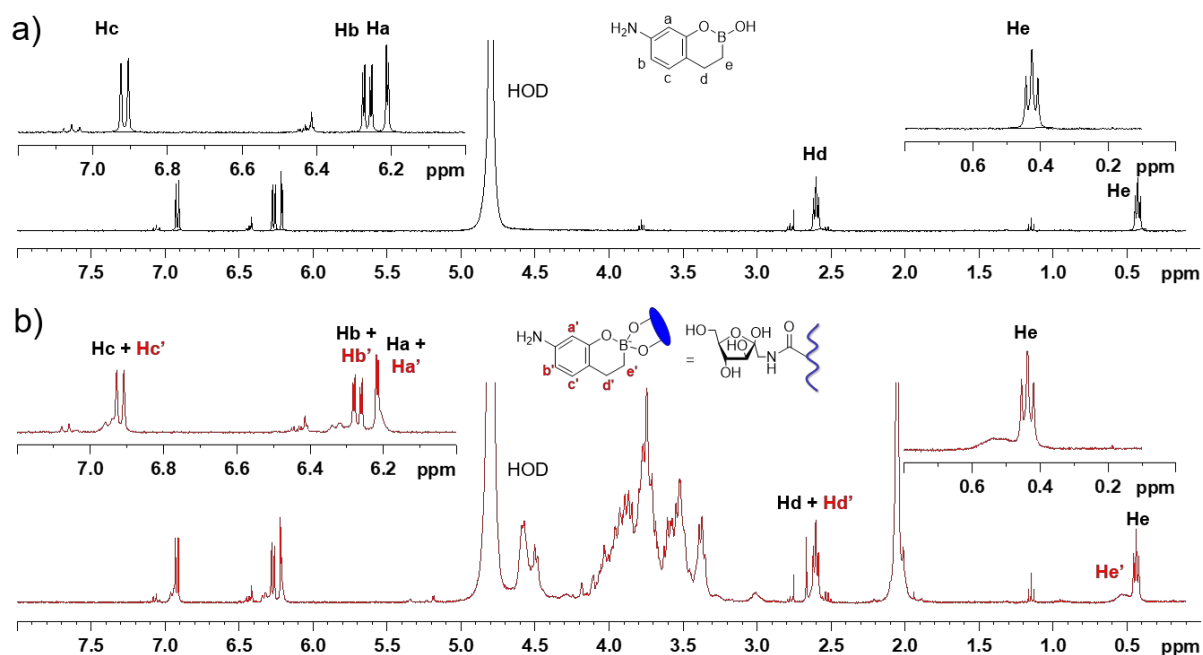 a)
Hc
Hb
Ha
H₂N
a
b
c
d
e
O
B
OH
HOD
He
7.0 6.8 6.6 6.4 6.2 ppm
0.6 0.4 0.2 ppm
Hd
He
7.5 7.0 6.5 6.0 5.5 5.0 4.5 4.0 3.5 3.0 2.5 2.0 1.5 1.0 0.5 ppm
b)
Hc + Hc'
Hb +
Hb'
Ha +
Ha'
H₂N
a'
b'
c'
d'
e'
O
O
B-
O
=
HO
O
OH
HO
OH
N
H
O
HOD
He
7.0 6.8 6.6 6.4 6.2 ppm
0.6 0.4 0.2 ppm
Hd + Hd'
He
He'
7.5 7.0 6.5 6.0 5.5 5.0 4.5 4.0 3.5 3.0 2.5 2.0 1.5 1.0 0.5 ppm